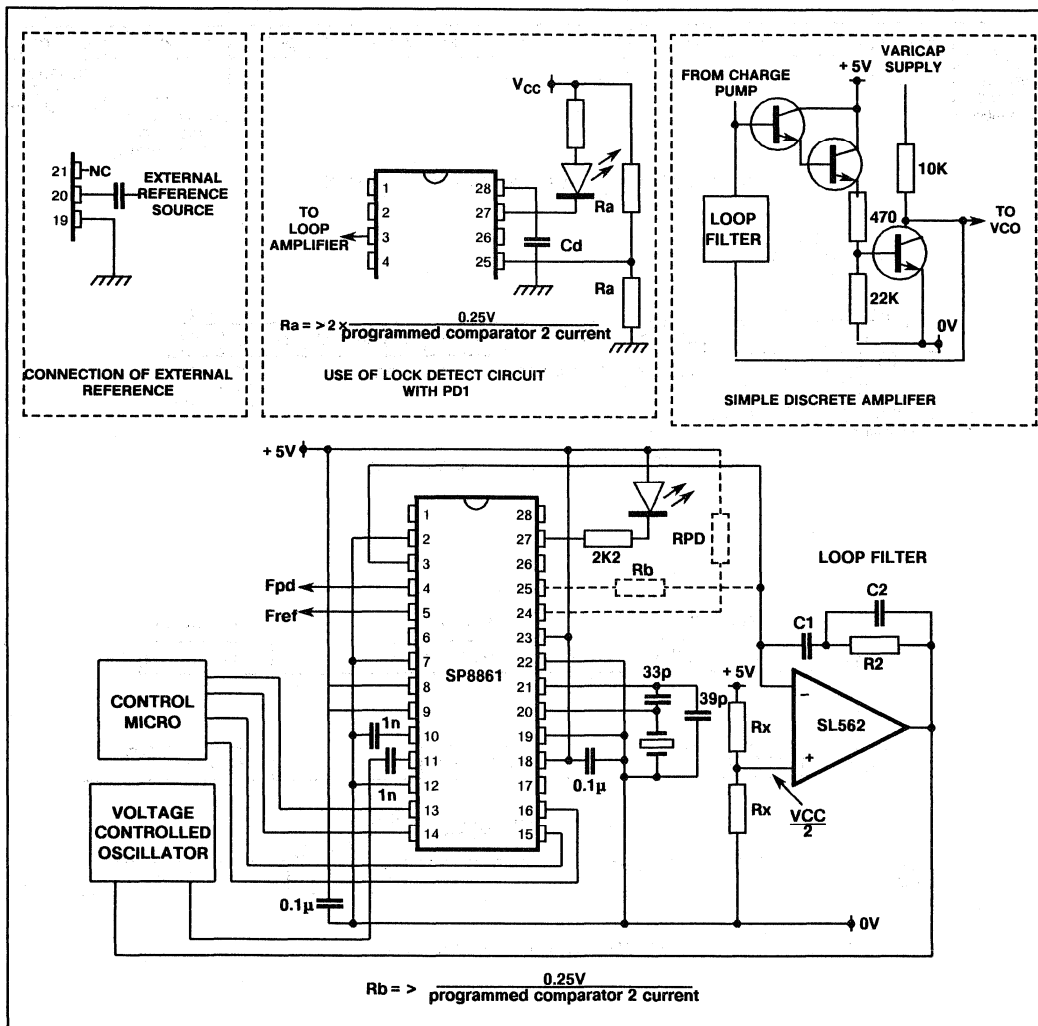 21
NC
20
EXTERNAL
REFERENCE
SOURCE
19
CONNECTION OF EXTERNAL
REFERENCE
VCC
1
2
3
4
28
27
26
25
TO
LOOP
AMPLIFIER
Cd
Ra
Ra
Ra = > 2 × 0.25V
programmed comparator 2 current
USE OF LOCK DETECT CIRCUIT
WITH PD1
VARICAP
SUPPLY
+ 5V
FROM CHARGE
PUMP
10K
LOOP
FILTER
470
TO
VCO
22K
0V
SIMPLE DISCRETE AMPLIFER
+ 5V
1
2
3
4
5
6
7
8
9
10
11
12
13
14
28
27
26
25
24
23
22
21
20
19
18
17
16
15
SP8861
Fpd
Fref
2K2
RPD
Rb
LOOP FILTER
C2
C1
R2
CONTROL
MICRO
VOLTAGE
CONTROLLED
OSCILLATOR
1n
1n
0.1µ
33p
39p
0.1µ
+ 5V
Rx
Rx
−
+
SL562
VCC
2
0V
Rb = > 0.25V
programmed comparator 2 current